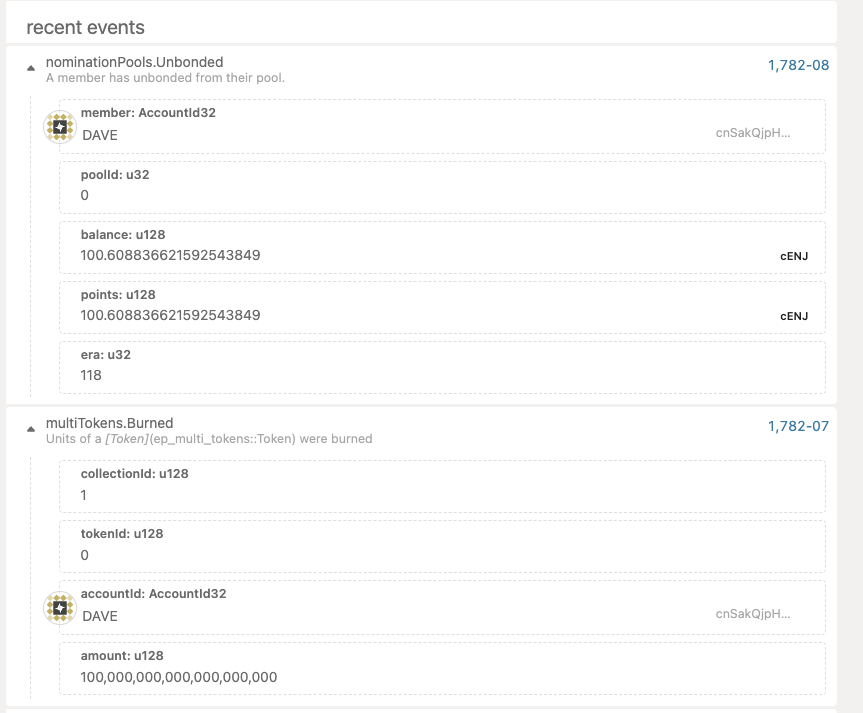 recent events
nominationPools.Unbonded 1,782-08
A member has unbonded from their pool.
member: AccountId32
DAVE cnSakQjpH...
poolId: u32
0
balance: u128
100.608836621592543849 cENJ
points: u128
100.608836621592543849 cENJ
era: u32
118
multiTokens.Burned 1,782-07
Units of a [Token](ep_multi_tokens::Token) were burned
collectionId: u128
1
tokenId: u128
0
accountId: AccountId32
DAVE cnSakQjpH...
amount: u128
100,000,000,000,000,000,000